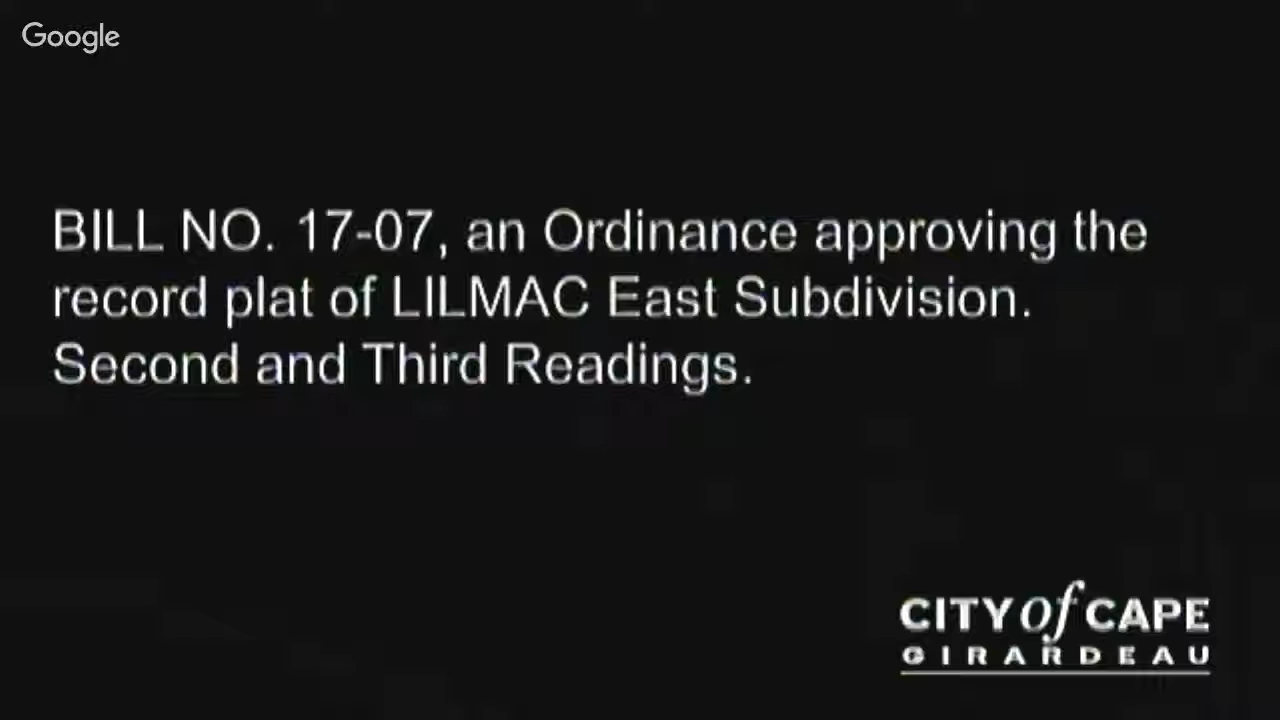 Google
BILL NO. 17-07, an Ordinance approving the
record plat of LILMAC East Subdivision.
Second and Third Readings.
CITY of CAPE
GIRARDEAU